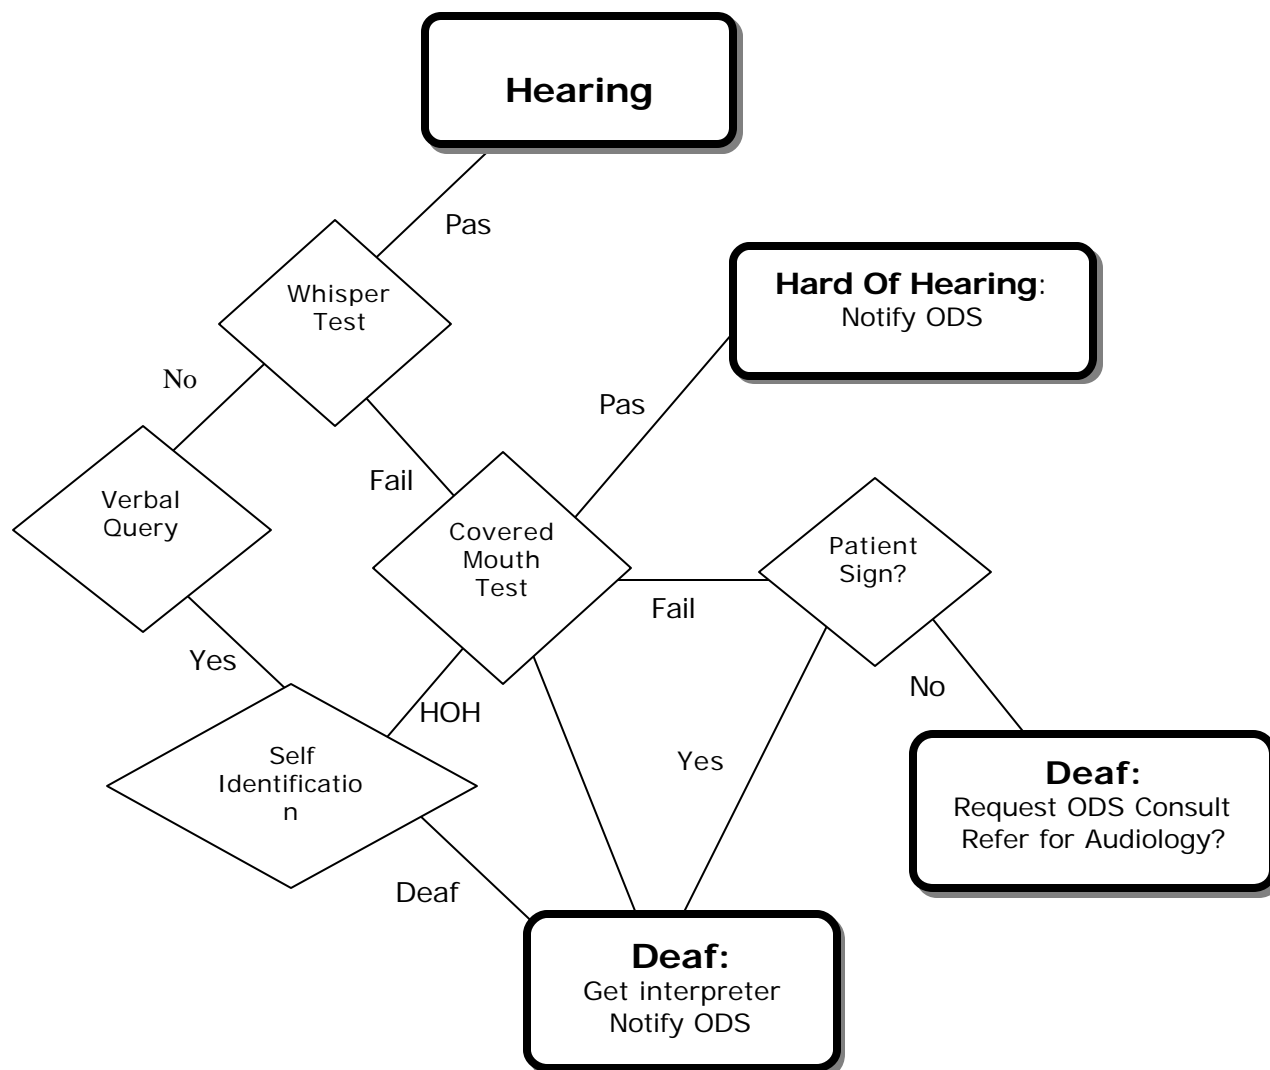 Hearing
Pas
Whisper
Test
Hard Of Hearing:
Notify ODS
No
Pas
Fail
Verbal
Query
Covered
Mouth
Test
Patient
Sign?
Fail
Yes
No
HOH
Self
Identificatio
n
Yes
Deaf:
Request ODS Consult
Refer for Audiology?
Deaf
Deaf:
Get interpreter
Notify ODS